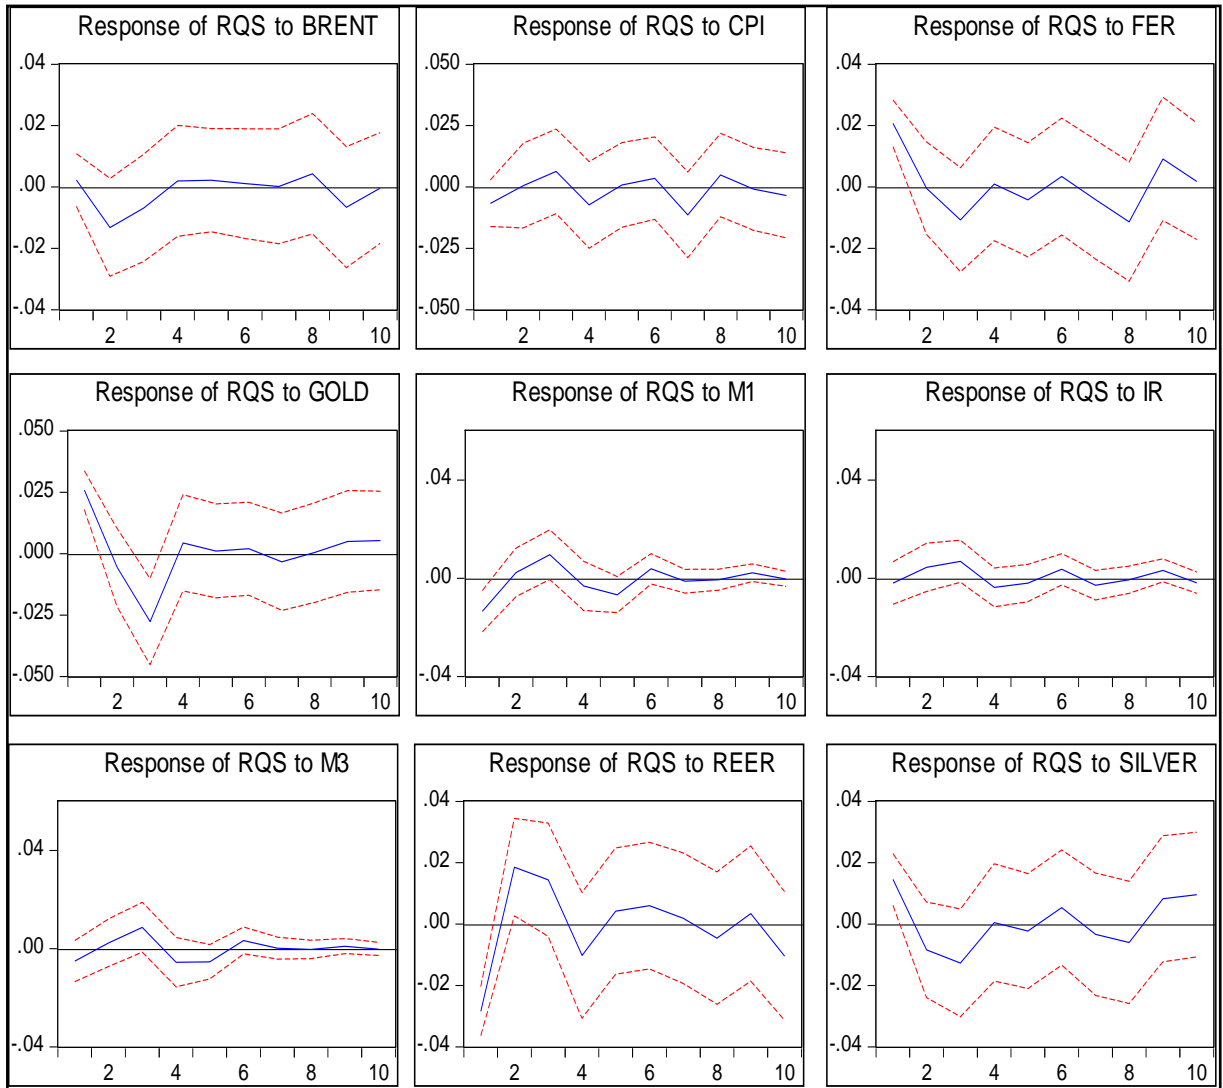 Response of RQS to BRENT
.04
.02
.00
-.02
-.04
2 4 6 8 10
Response of RQS to CPI
.050
.025
.000
-.025
-.050
2 4 6 8 10
Response of RQS to FER
.04
.02
.00
-.02
-.04
2 4 6 8 10
Response of RQS to GOLD
.050
.025
.000
-.025
-.050
2 4 6 8 10
Response of RQS to M1
.04
.00
-.04
2 4 6 8 10
Response of RQS to IR
.04
.00
-.04
2 4 6 8 10
Response of RQS to M3
.04
.00
-.04
2 4 6 8 10
Response of RQS to REER
.04
.02
.00
-.02
-.04
2 4 6 8 10
Response of RQS to SILVER
.04
.02
.00
-.02
-.04
2 4 6 8 10